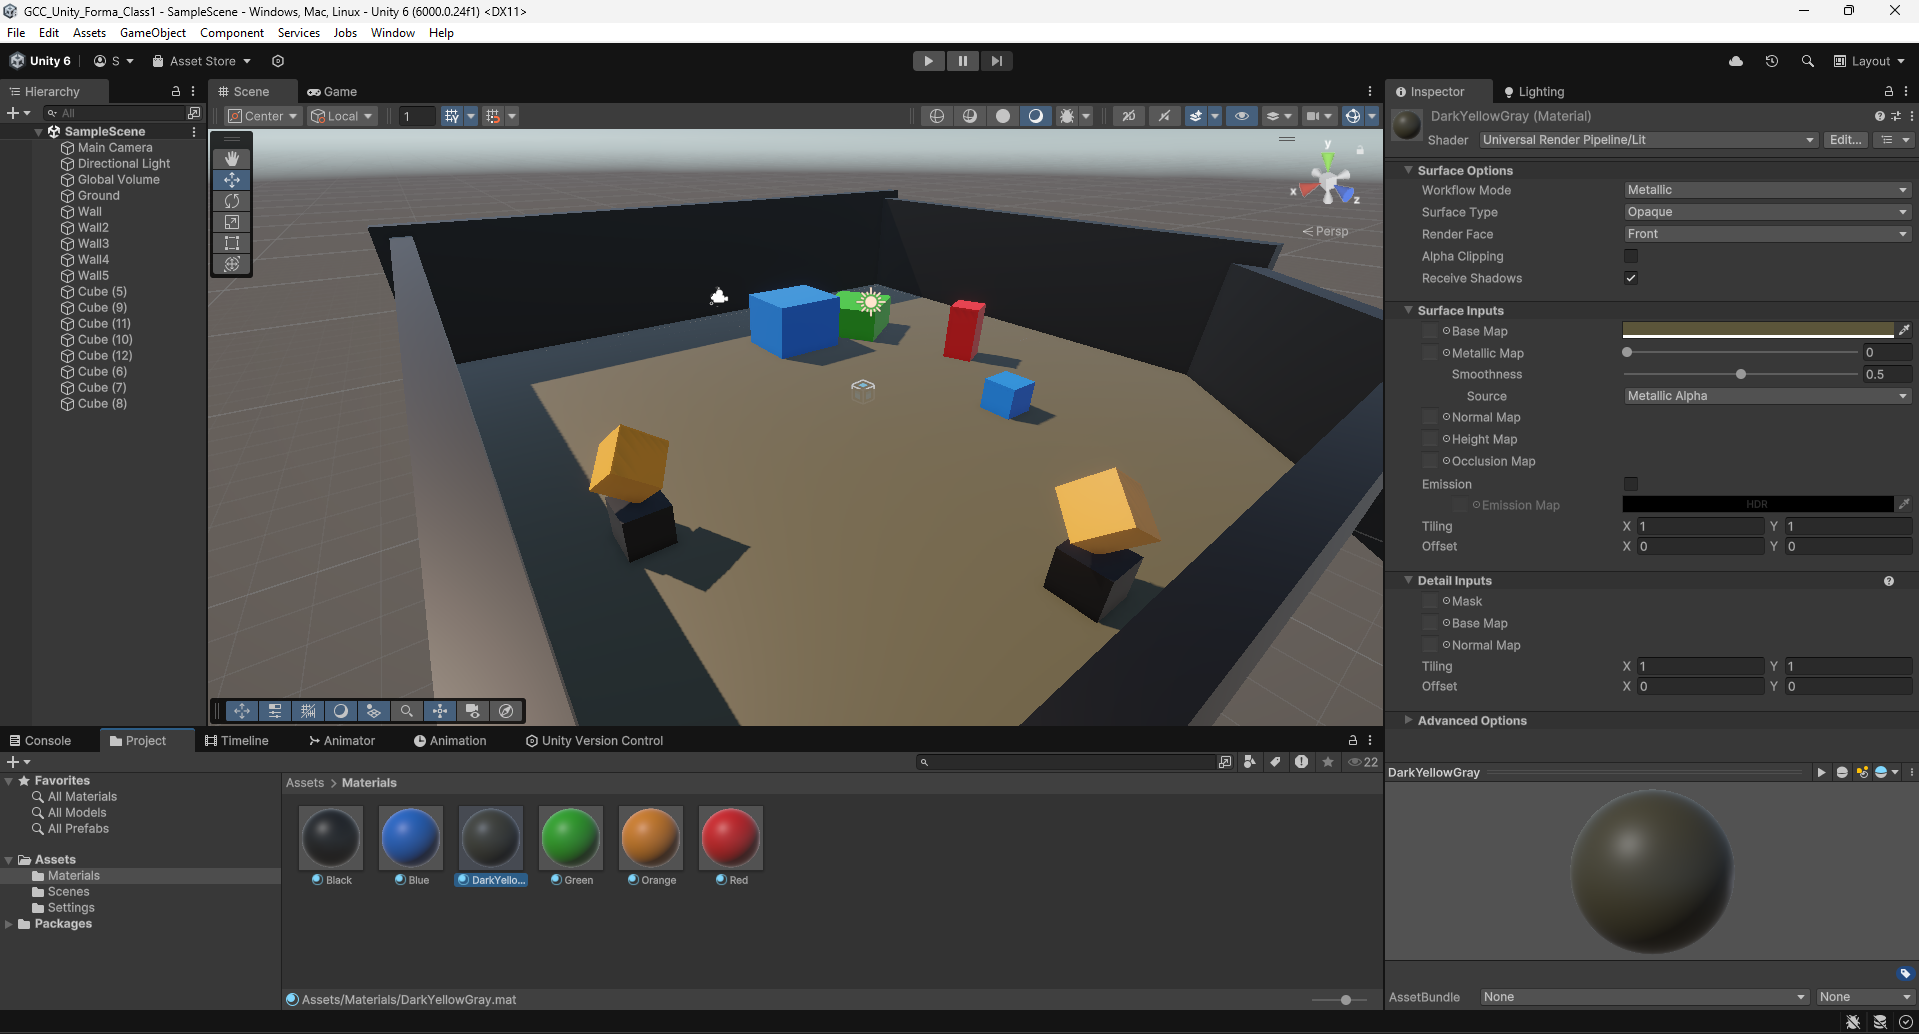 GCC_Unity_Forma_Class1 - SampleScene - Windows, Mac, Linux - Unity 6 (6000.0.24f1) <DX11>
File Edit Assets GameObject Component Services Jobs Window Help
Unity 6 S Asset Store Layout
Hierarchy
All
SampleScene
Main Camera
Directional Light
Global Volume
Ground
Wall
Wall2
Wall3
Wall4
Wall5
Cube (5)
Cube (9)
Cube (11)
Cube (10)
Cube (12)
Cube (6)
Cube (7)
Cube (8)
Scene Game
Center Local 1 2D
y
x
z
Persp
Inspector Lighting
DarkYellowGray (Material)
Shader Universal Render Pipeline/Lit Edit...
Surface Options
Workflow Mode Metallic
Surface Type Opaque
Render Face Front
Alpha Clipping
Receive Shadows
Surface Inputs
Base Map
Metallic Map 0
Smoothness 0.5
Source Metallic Alpha
Normal Map
Height Map
Occlusion Map
Emission
Emission Map HDR
Tiling X 1 Y 1
Offset X 0 Y 0
Detail Inputs
Mask
Base Map
Normal Map
Tiling X 1 Y 1
Offset X 0 Y 0
Advanced Options
DarkYellowGray
AssetBundle None None
Console Project Timeline Animator Animation Unity Version Control
22
Favorites
All Materials
All Models
All Prefabs
Assets
Materials
Scenes
Settings
Packages
Assets > Materials
Black Blue DarkYello... Green Orange Red
Assets/Materials/DarkYellowGray.mat